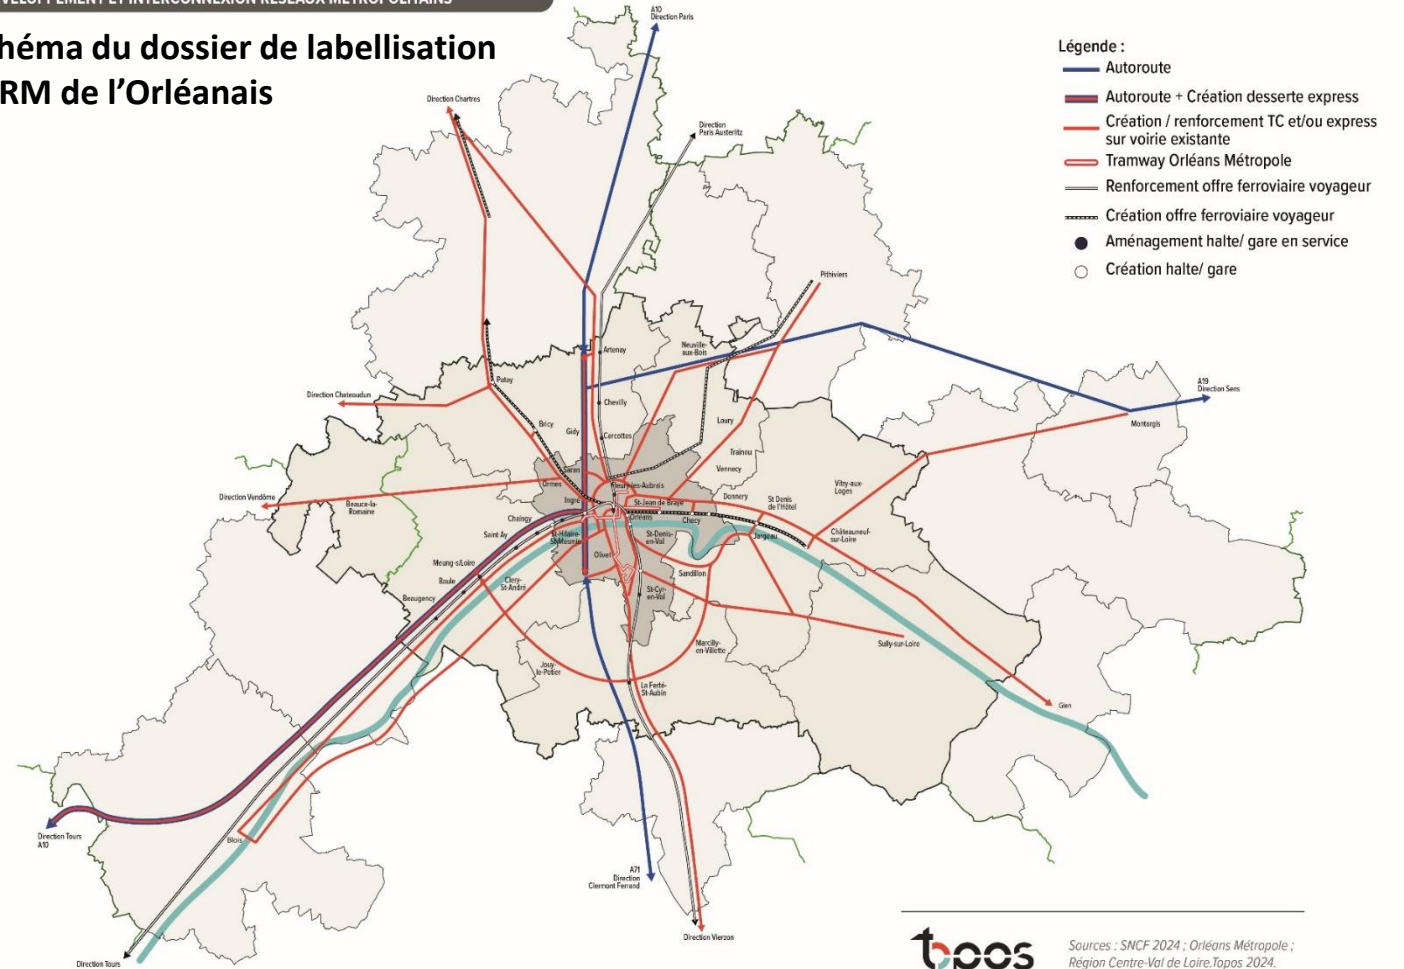 VELOPPEMENT ET INTERCONNEXION RÉSEAUX MÉTROPOLITAINS
héma du dossier de labellisation
RM de l'Orléanais
A10
Direction Paris
Direction Chartres
Direction
Paris Austerlitz
Légende :
Autoroute
Autoroute + Création desserte express
Création / renforcement TC et/ou express
sur voirie existante
Tramway Orléans Métropole
Renforcement offre ferroviaire voyageur
Création offre ferroviaire voyageur
Aménagement halte/ gare en service
Création halte/ gare
Pithiviers
Artenay
Neuville-
aux-Bois
Patay
Direction Chateaudun
A19
Direction Sens
Chevilly
Montargis
Bricy
Gidy
Cercottes
Loury
Trainou
Vennecy
Saran
Ormes
Fleury-les-Aubrais
Vitry-aux-
Loges
Direction Vendôme
Beauce-la-
Romaine
Ingré
St-Jean de Braye
Donnery
St Denis
de l'Hôtel
Chaingy
Orléans
Checy
Saint Ay
St-Hilaire-
St-Mesmin
St-Denis-
en-Val
Jargeau
Châteauneuf-
sur-Loire
Olivet
Meung-s/Loire
Baule
Clery-
St-André
Sandillon
St-Cyr-
en-Val
Beaugency
Marcilly-
en-Villette
Sully-sur-Loire
Jouy-
le-Potier
La Ferté-
St-Aubin
Gien
Direction Tours
A10
Blois
A71
Direction
Clermont Ferrand
Direction Vierzon
Direction Tours
topos
Sources : SNCF 2024 ; Orléans Métropole ;
Région Centre-Val de Loire.Topos 2024.